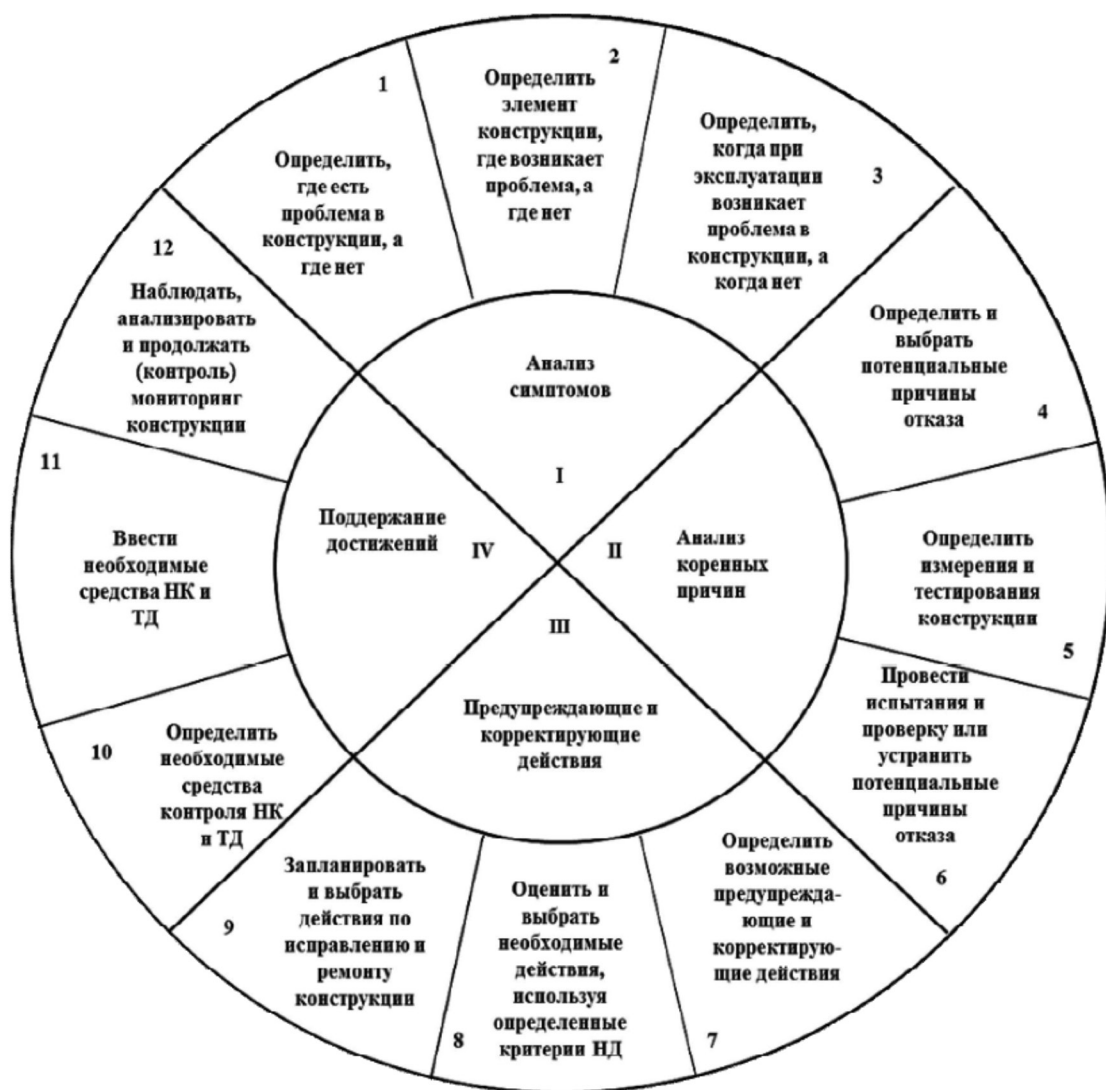 1
Определить,
где есть
проблема в
конструкции, а
где нет
2
Определить
элемент
конструкции,
где возникает
проблема, а
где нет
3
Определить,
когда при
эксплуатации
возникает
проблема в
конструкции, а
когда нет
4
Определить и
выбрать
потенциальные
причины
отказа
5
Определить
измерения и
тестирования
конструкции
6
Провести
испытания и
проверку или
устранить
потенциальные
причины
отказа
7
Определить
возможные
предупрежда-
ющие и
корректирую-
щие действия
8
Оценить и
выбрать
необходимые
действия,
используя
определенные
критерии НД
9
Запланировать
и выбрать
действия по
исправлению и
ремонту
конструкции
10
Определить
необходимые
средства
контроля НК
и ТД
11
Ввести
необходимые
средства НК и
ТД
12
Наблюдать,
анализировать
и продолжать
(контроль)
мониторинг
конструкции
Анализ
симптомов
I
II
Анализ
коренных
причин
III
Предупреждающие и
корректирующие
действия
Поддержание
достижений
IV